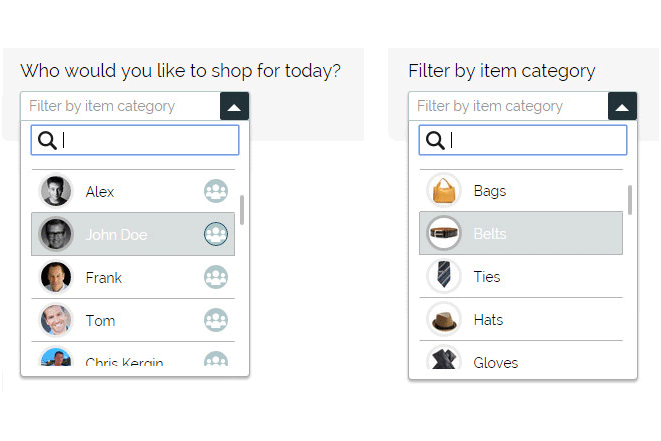 Who would you like to shop for today?
Filter by item category
Alex
John Doe
Frank
Tom
Chris Kergin
Filter by item category
Filter by item category
Bags
Belts
Ties
Hats
Gloves